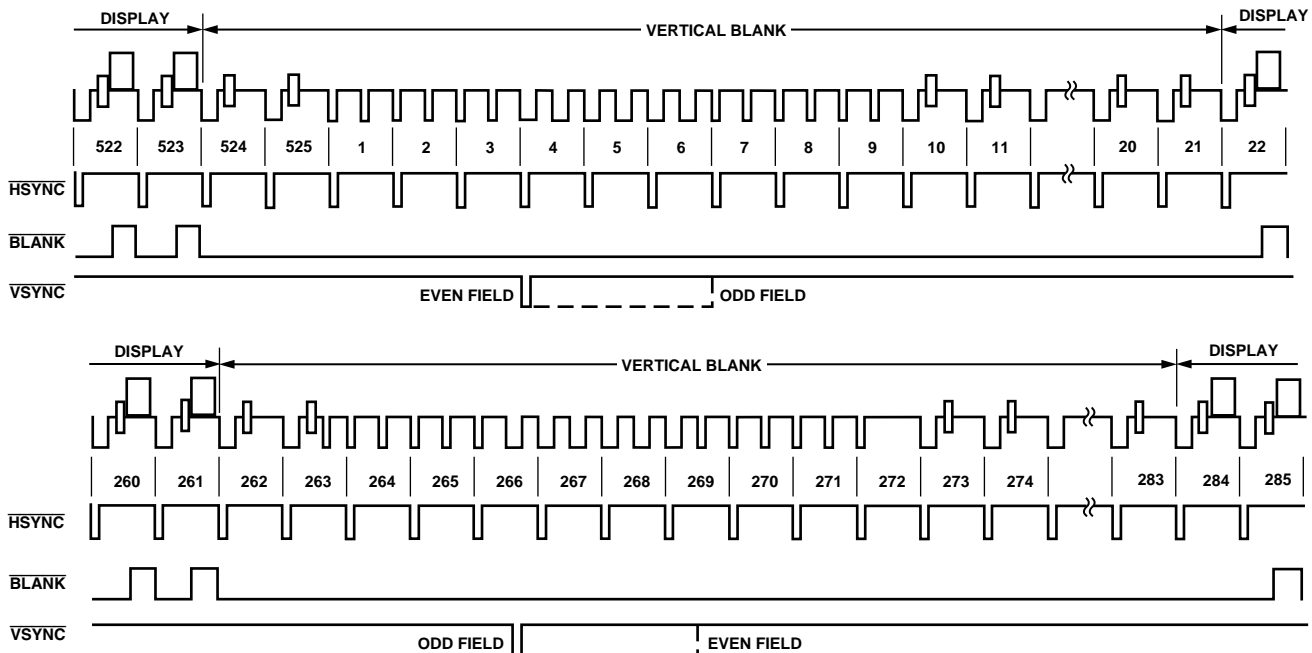 DISPLAY VERTICAL BLANK DISPLAY
522 523 524 525 1 2 3 4 5 6 7 8 9 10 11 20 21 22
HSYNC
BLANK
VSYNC
EVEN FIELD ODD FIELD
DISPLAY VERTICAL BLANK DISPLAY
260 261 262 263 264 265 266 267 268 269 270 271 272 273 274 283 284 285
HSYNC
BLANK
VSYNC
ODD FIELD EVEN FIELD